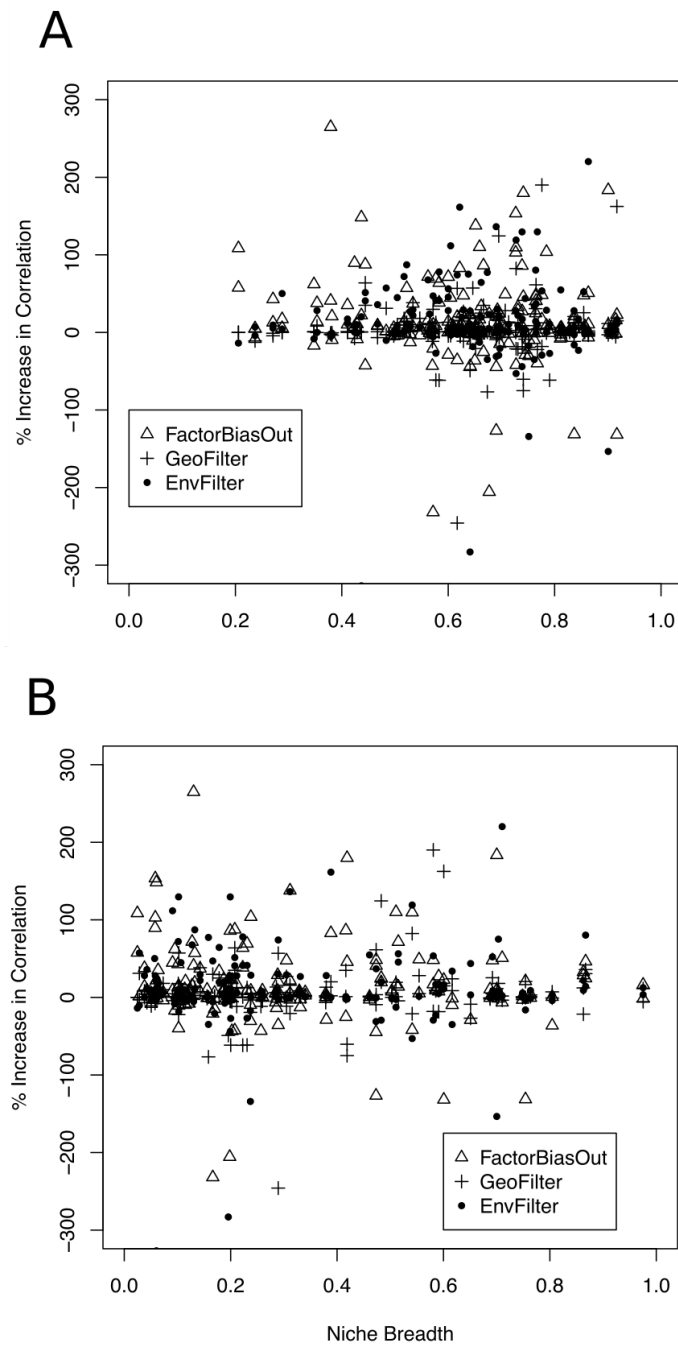 A
% Increase in Correlation
300
200
100
0
−100
−200
−300
FactorBiasOut
GeoFilter
EnvFilter
0.0 0.2 0.4 0.6 0.8 1.0
B
% Increase in Correlation
300
200
100
0
−100
−200
−300
FactorBiasOut
GeoFilter
EnvFilter
0.0 0.2 0.4 0.6 0.8 1.0
Niche Breadth